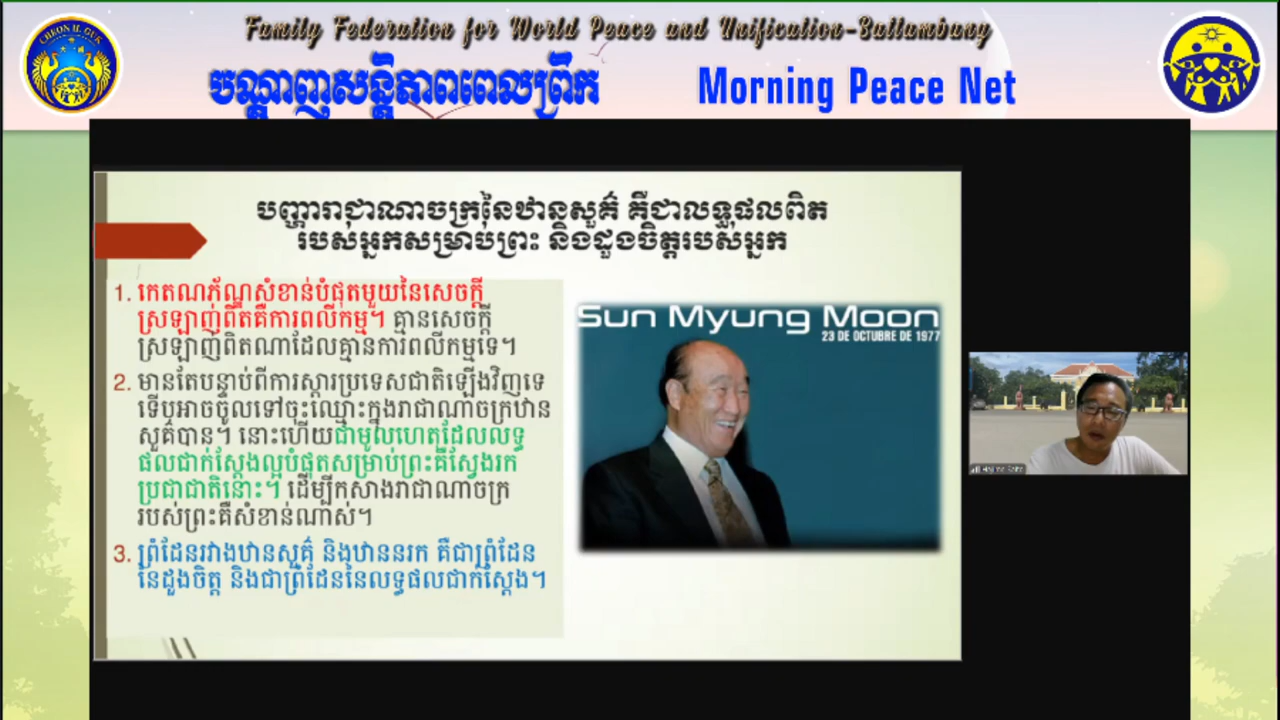 Family Federation for World Peace and Unification-Battambang
បណ្តាញសន្តិភាពពេលព្រឹក
Morning Peace Net
CHEON IL GUK
បញ្ហារាជាណាចក្រនៃឋានសួគ៌ គឺជាលទ្ធផលពិត
របស់អ្នកសម្រាប់ព្រះ និងដួងចិត្តរបស់អ្នក
1. កេតណភ័ណ្ឌសំខាន់បំផុតមួយនៃសេចក្តី
ស្រឡាញ់ពិតគឺការពលីកម្ម។ គ្មានសេចក្តី
ស្រឡាញ់ពិតណាដែលគ្មានការពលីកម្មទេ។
2. មានតែបន្ទាប់ពីការស្តារប្រទេសជាតិឡើងវិញទេ
ទើបអាចចូលទៅចុះឈ្មោះក្នុងរាជាណាចក្រឋាន
សួគ៌បាន។ នោះហើយជាមូលហេតុដែលលទ្ធ
ផលជាក់ស្តែងល្អបំផុតសម្រាប់ព្រះគឺស្វែងរក
ប្រជាជាតិនោះ។ ដើម្បីកសាងរាជាណាចក្រ
របស់ព្រះគឺសំខាន់ណាស់។
3. ព្រំដែនរវាងឋានសួគ៌ និងឋាននរក គឺជាព្រំដែន
នៃដួងចិត្ត និងជាព្រំដែននៃលទ្ធផលជាក់ស្តែង។
Sun Myung Moon
23 DE OCTUBRE DE 1977